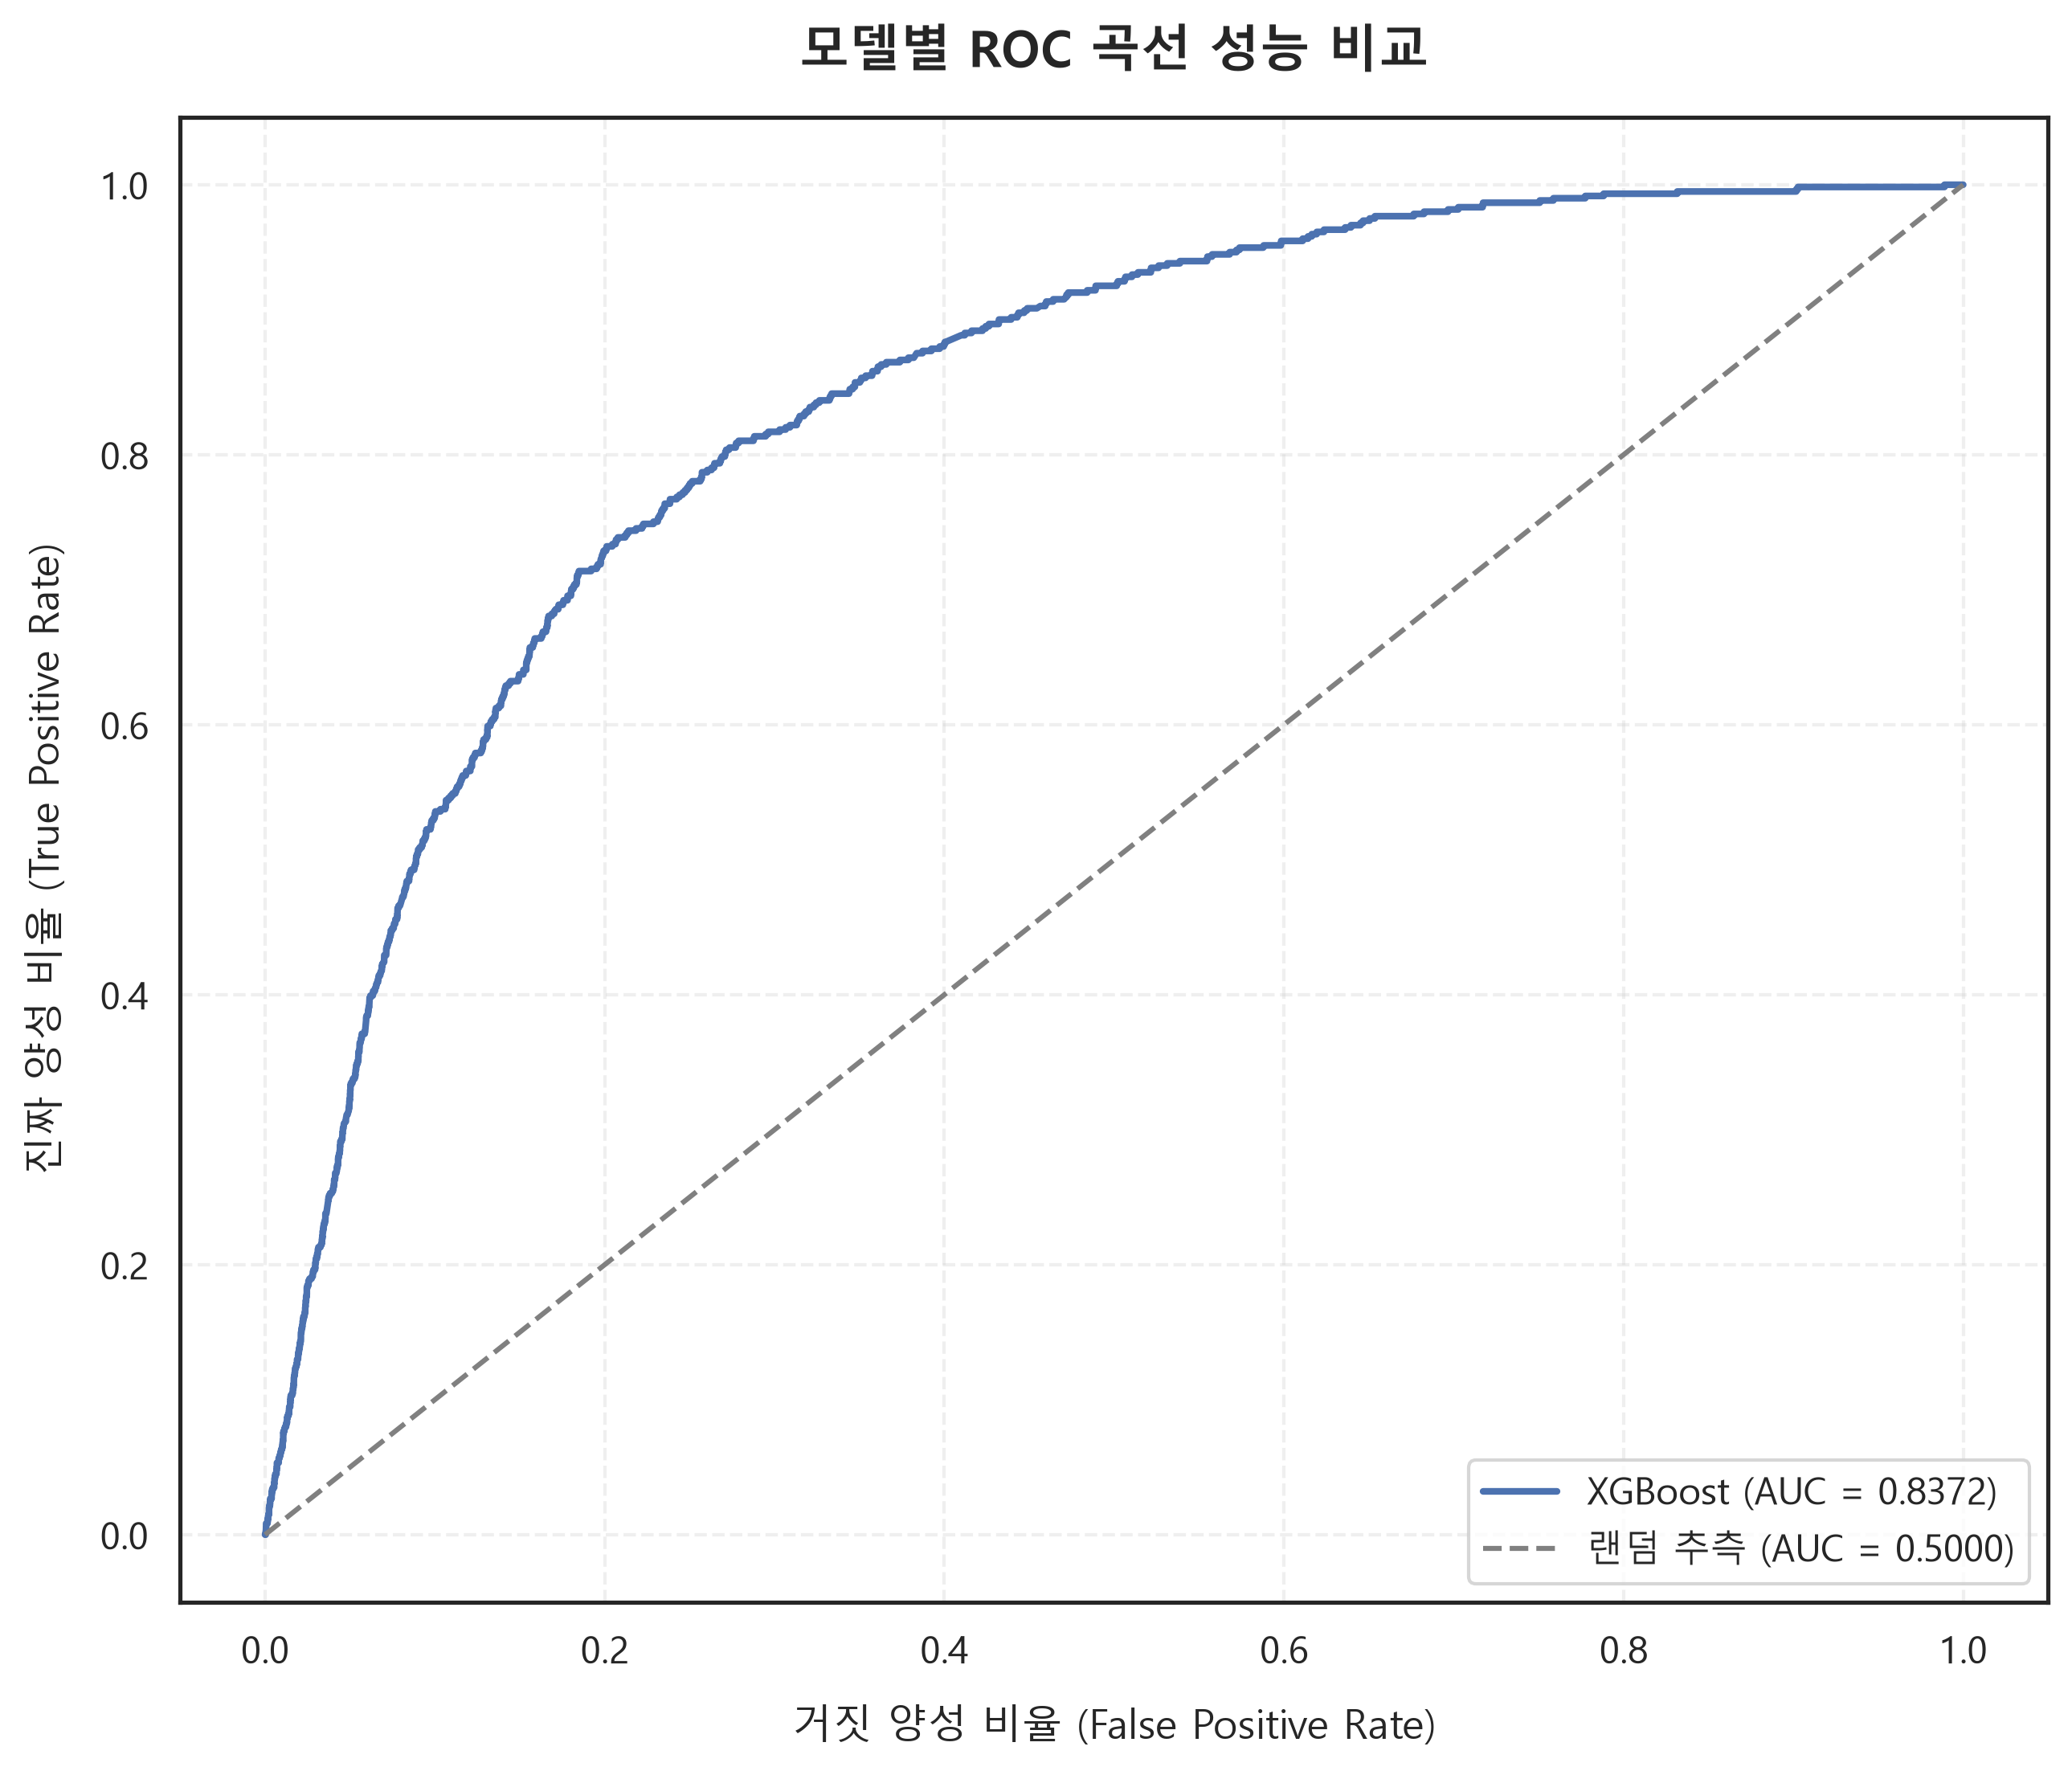 모델별 ROC 곡선 성능 비교
진짜 양성 비율 (True Positive Rate)
1.0
0.8
0.6
0.4
0.2
0.0
XGBoost (AUC = 0.8372)
랜덤 추측 (AUC = 0.5000)
0.0 0.2 0.4 0.6 0.8 1.0
거짓 양성 비율 (False Positive Rate)